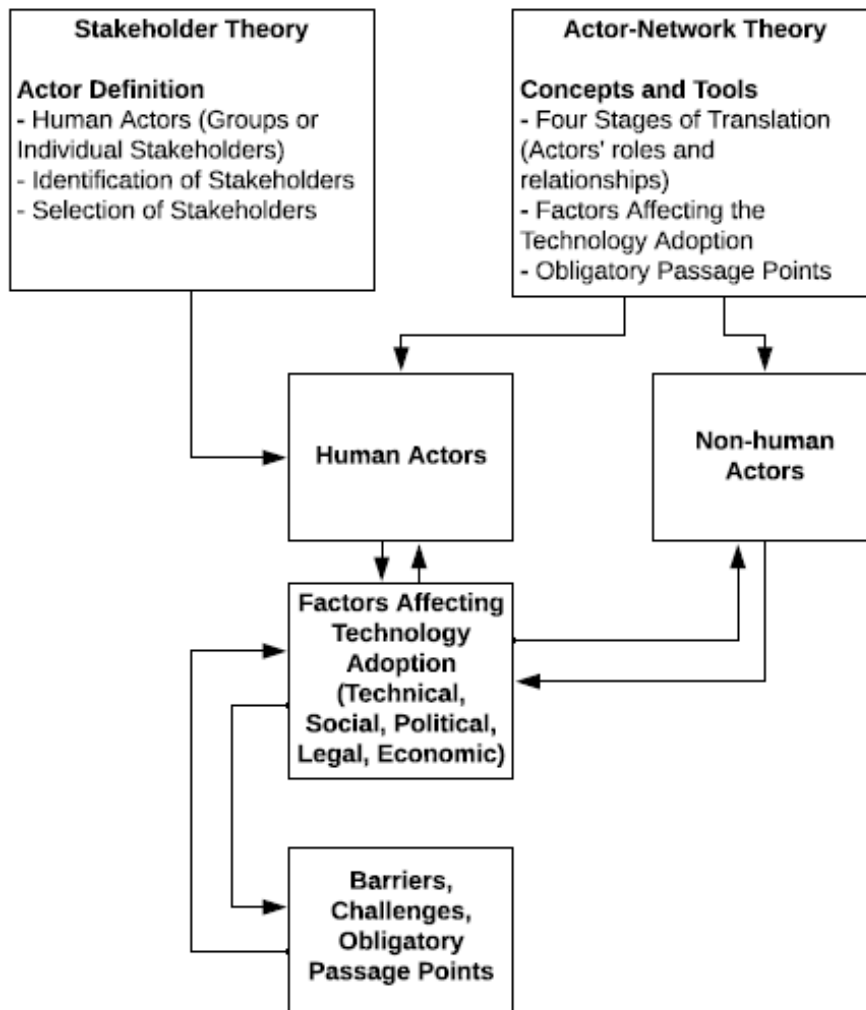 Stakeholder Theory
Actor Definition
- Human Actors (Groups or
Individual Stakeholders)
- Identification of Stakeholders
- Selection of Stakeholders
Actor-Network Theory
Concepts and Tools
- Four Stages of Translation
(Actors' roles and
relationships)
- Factors Affecting the
Technology Adoption
- Obligatory Passage Points
Human Actors
Non-human
Actors
Factors Affecting
Technology
Adoption
(Technical,
Social, Political,
Legal, Economic)
Barriers,
Challenges,
Obligatory
Passage Points